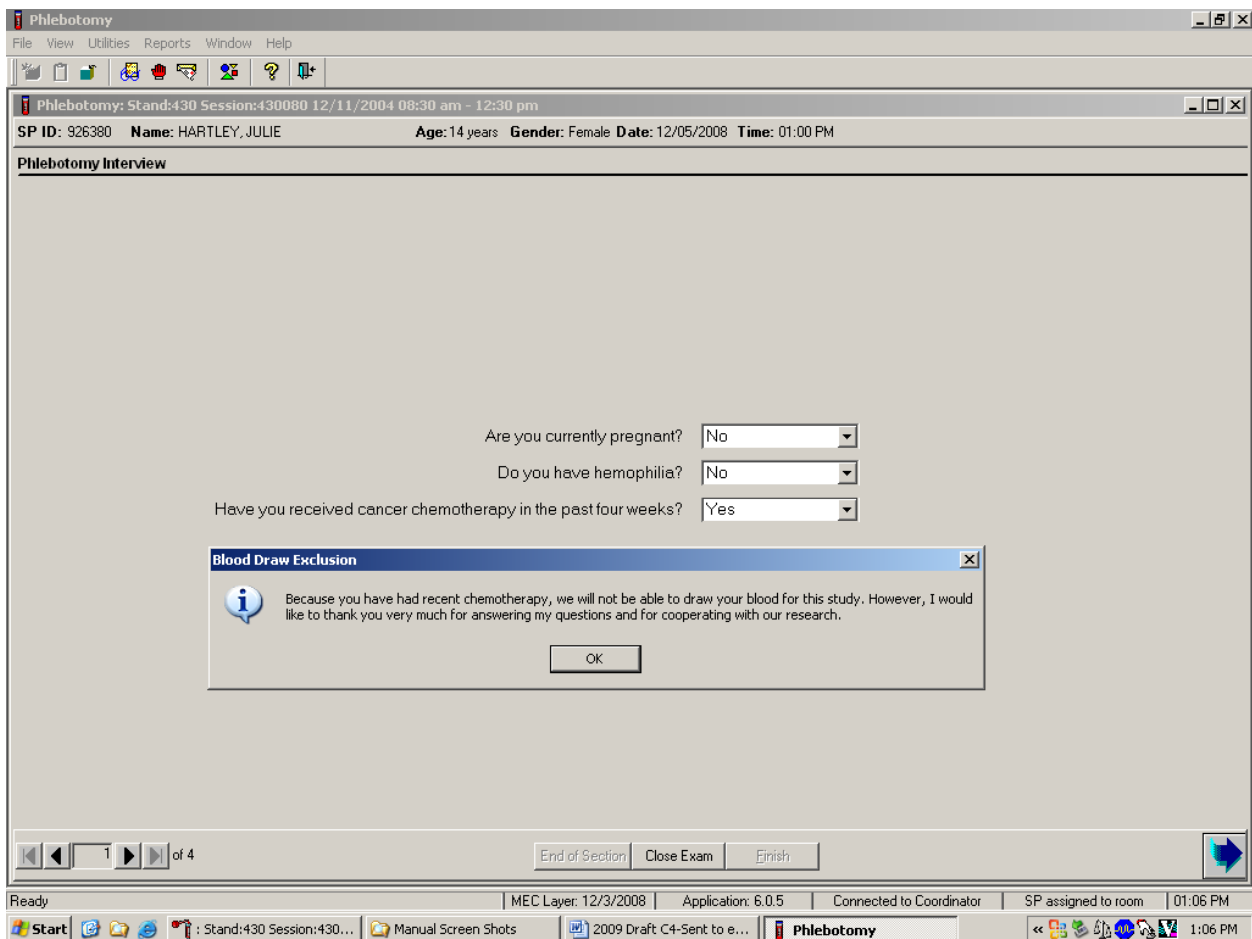 Phlebotomy
File View Utilities Reports Window Help
Phlebotomy: Stand:430 Session:430080 12/11/2004 08:30 am - 12:30 pm
SP ID: 926380 Name: HARTLEY, JULIE Age: 14 years Gender: Female Date: 12/05/2008 Time: 01:00 PM
Phlebotomy Interview
Are you currently pregnant? No
Do you have hemophilia? No
Have you received cancer chemotherapy in the past four weeks? Yes
Blood Draw Exclusion
Because you have had recent chemotherapy, we will not be able to draw your blood for this study. However, I would
like to thank you very much for answering my questions and for cooperating with our research.
OK
1 of 4 End of Section Close Exam Finish
Ready MEC Layer: 12/3/2008 Application: 6.0.5 Connected to Coordinator SP assigned to room 01:06 PM
Start : Stand:430 Session:430... Manual Screen Shots 2009 Draft C4-Sent to e... Phlebotomy « 1:06 PM